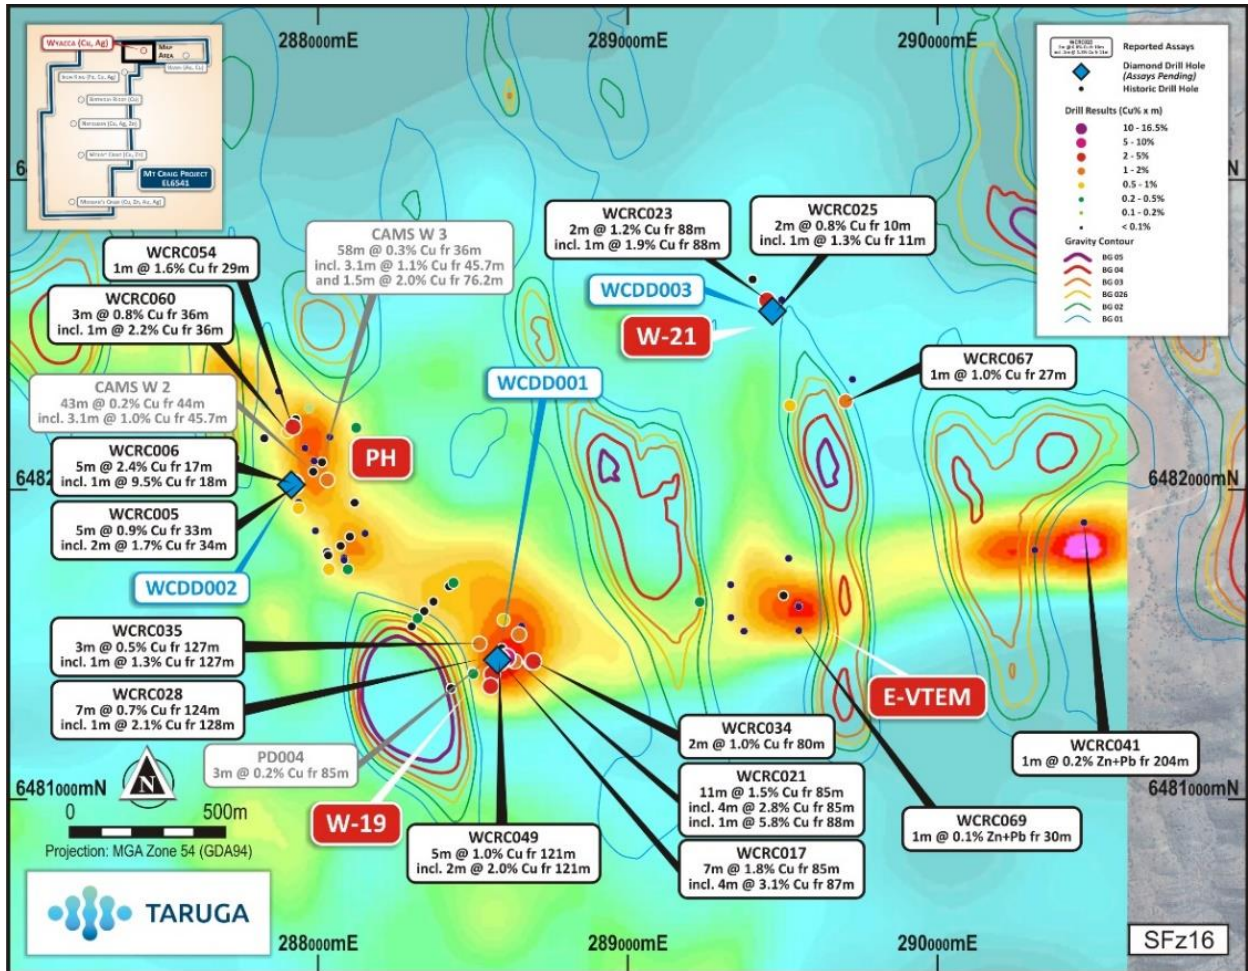 288000mE
289000mE
290000mE
WYACCA (CU, AG)
MAP
AREA
MT CRAIG PROJECT
EL6541
Reported Assays
Diamond Drill Hole
(Assays Pending)
Historic Drill Hole
Drill Results (Cu% x m)
10 - 16.5%
5 - 10%
2 - 5%
1 - 2%
0.5 - 1%
0.2 - 0.5%
0.1 - 0.2%
< 0.1%
Gravity Contour
BG 05
BG 04
BG 03
BG 026
BG 02
BG 01
WCRC054
1m @ 1.6% Cu fr 29m
CAMS W 3
58m @ 0.3% Cu fr 36m
incl. 3.1m @ 1.1% Cu fr 45.7m
and 1.5m @ 2.0% Cu fr 76.2m
WCRC023
2m @ 1.2% Cu fr 88m
incl. 1m @ 1.9% Cu fr 88m
WCRC025
2m @ 0.8% Cu fr 10m
incl. 1m @ 1.3% Cu fr 11m
WCRC060
3m @ 0.8% Cu fr 36m
incl. 1m @ 2.2% Cu fr 36m
WCDD003
W-21
WCRC067
1m @ 1.0% Cu fr 27m
CAMS W 2
43m @ 0.2% Cu fr 44m
incl. 3.1m @ 1.0% Cu fr 45.7m
WCDD001
PH
WCRC006
5m @ 2.4% Cu fr 17m
incl. 1m @ 9.5% Cu fr 18m
6482
6482000mN
WCRC005
5m @ 0.9% Cu fr 33m
incl. 2m @ 1.7% Cu fr 34m
WCDD002
WCRC035
3m @ 0.5% Cu fr 127m
incl. 1m @ 1.3% Cu fr 127m
WCRC028
7m @ 0.7% Cu fr 124m
incl. 1m @ 2.1% Cu fr 128m
E-VTEM
WCRC034
2m @ 1.0% Cu fr 80m
WCRC041
1m @ 0.2% Zn+Pb fr 204m
PD004
3m @ 0.2% Cu fr 85m
N
WCRC021
11m @ 1.5% Cu fr 85m
incl. 4m @ 2.8% Cu fr 85m
incl. 1m @ 5.8% Cu fr 88m
6481000mN
6481000mN
0 500m
Projection: MGA Zone 54 (GDA94)
W-19
WCRC049
5m @ 1.0% Cu fr 121m
incl. 2m @ 2.0% Cu fr 121m
WCRC069
1m @ 0.1% Zn+Pb fr 30m
WCRC017
7m @ 1.8% Cu fr 85m
incl. 4m @ 3.1% Cu fr 87m
TARUGA
288000mE
289000mE
290000mE
SFz16